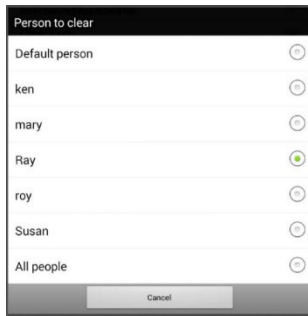 Person to clear
Default person
ken
mary
Ray
roy
Susan
All people
Cancel